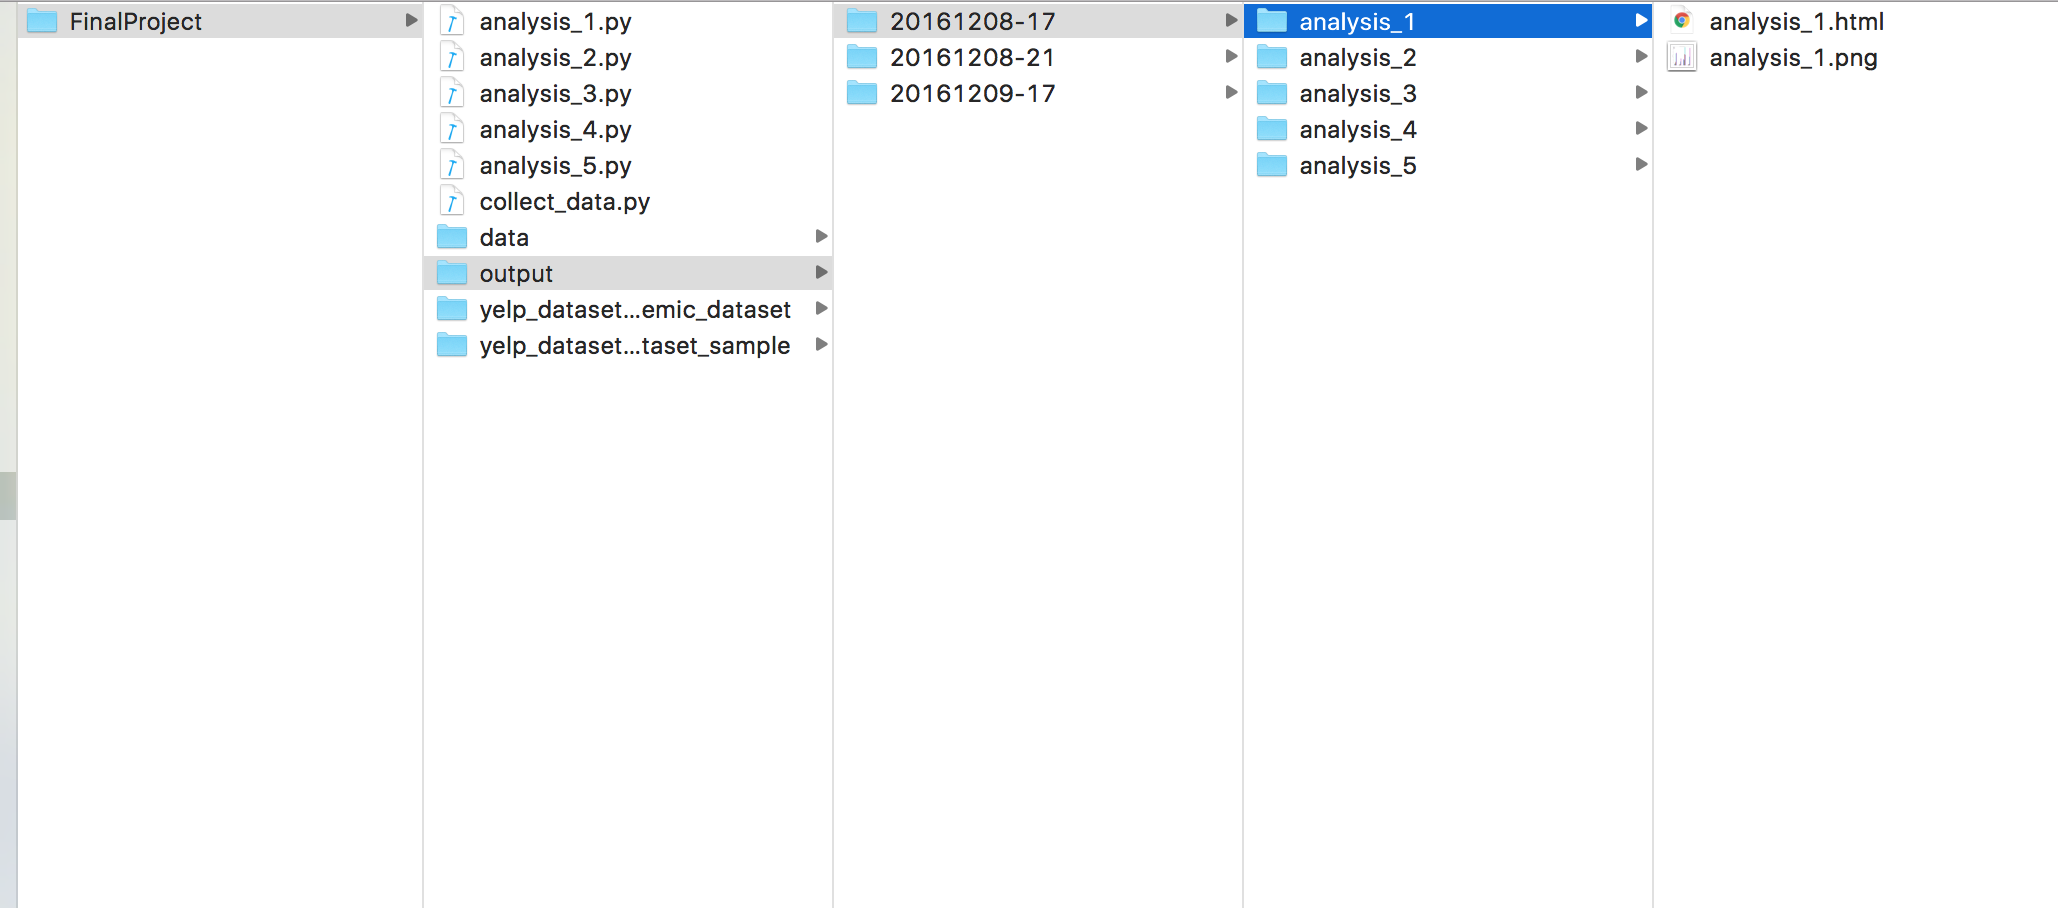 FinalProject
analysis_1.py
analysis_2.py
analysis_3.py
analysis_4.py
analysis_5.py
collect_data.py
data
output
yelp_dataset...emic_dataset
yelp_dataset...taset_sample
20161208-17
20161208-21
20161209-17
analysis_1
analysis_2
analysis_3
analysis_4
analysis_5
analysis_1.html
analysis_1.png